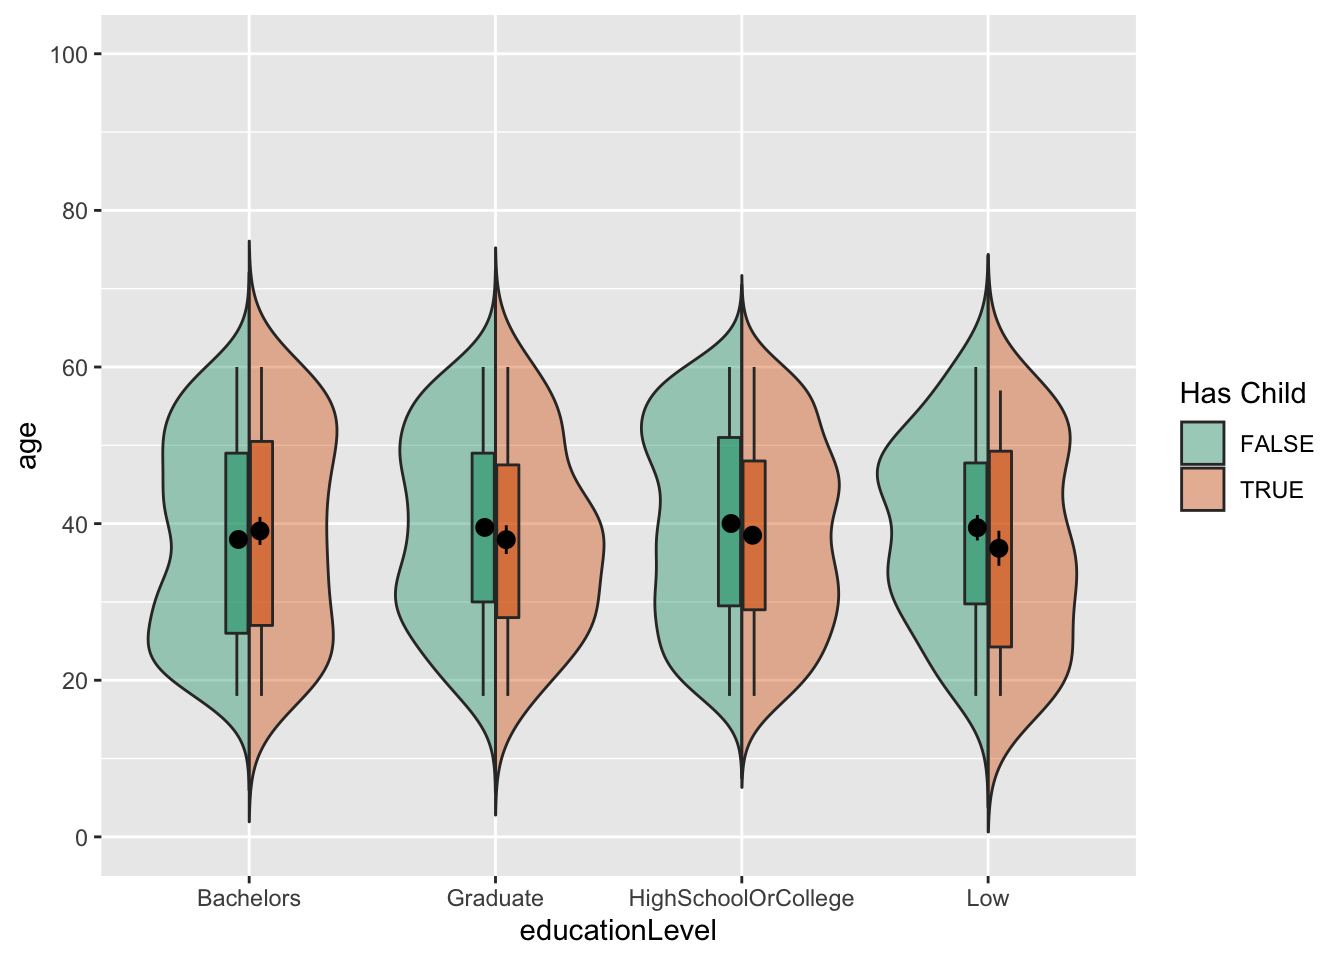 100
80
60
40
20
0
age
Bachelors
Graduate
HighSchoolOrCollege
Low
educationLevel
Has Child
FALSE
TRUE